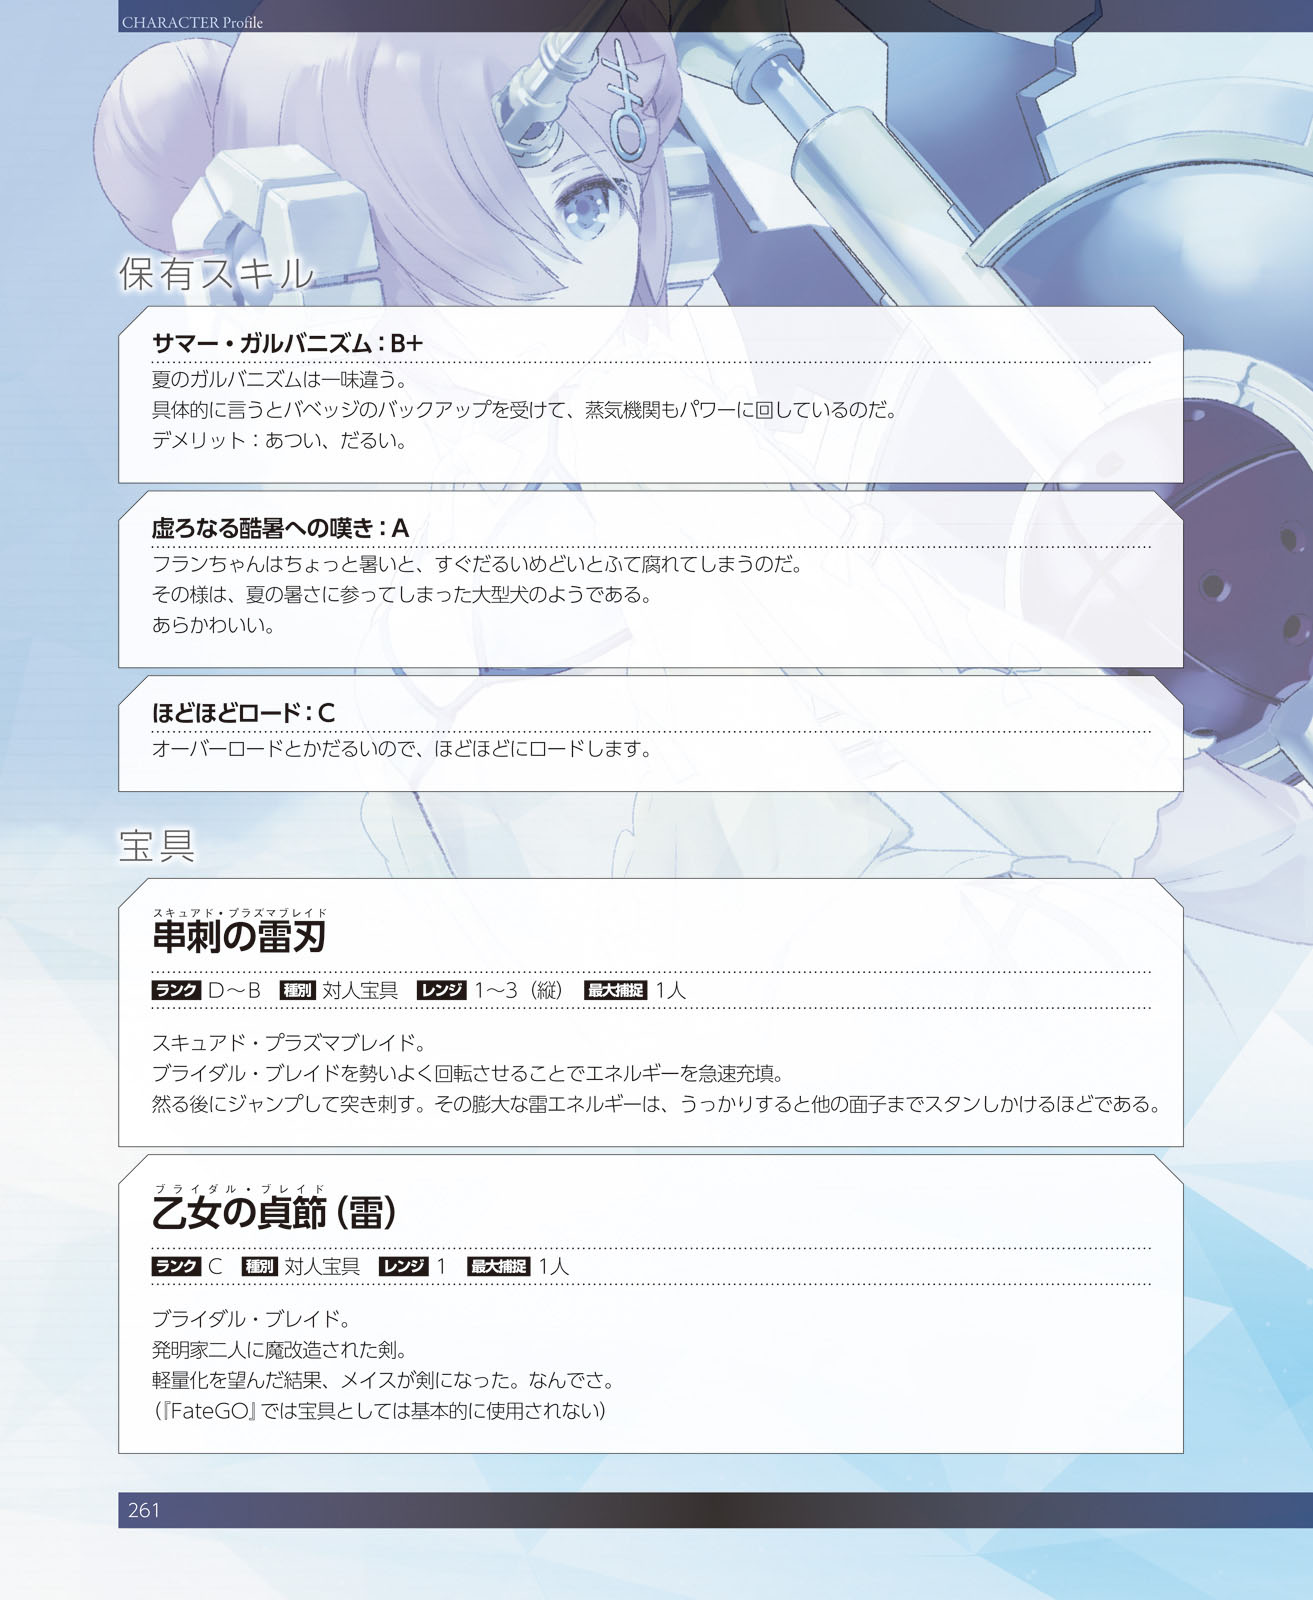 CHARACTER Profile
保有スキル
サマー・ガルバニズム：B+
夏のガルバニズムは一味違う。
具体的に言うとバベッジのバックアップを受けて、蒸気機関もパワーに回しているのだ。
デメリット：あつい、だるい。
虚ろなる酷暑への嘆き：A
フランちゃんはちょっと暑いと、すぐだるいめどいとふて腐れてしまうのだ。
その様は、夏の暑さに参ってしまった大型犬のようである。
あらかわいい。
ほどほどロード：C
オーバーロードとかだるいので、ほどほどにロードします。
宝具
スキュアド・プラズマブレイド
串刺の雷刃
ランク D～B 種別 対人宝具 レンジ 1～3（縦） 最大捕捉 1人
スキュアド・プラズマブレイド。
ブライダル・ブレイドを勢いよく回転させることでエネルギーを急速充填。
然る後にジャンプして突き刺す。その膨大な雷エネルギーは、うっかりすると他の面子までスタンしかけるほどである。
ブライダル・ブレイド
乙女の貞節（雷）
ランク C 種別 対人宝具 レンジ 1 最大捕捉 1人
ブライダル・ブレイド。
発明家二人に魔改造された剣。
軽量化を望んだ結果、メイスが剣になった。なんでさ。
（『FateGO』では宝具としては基本的に使用されない）
261